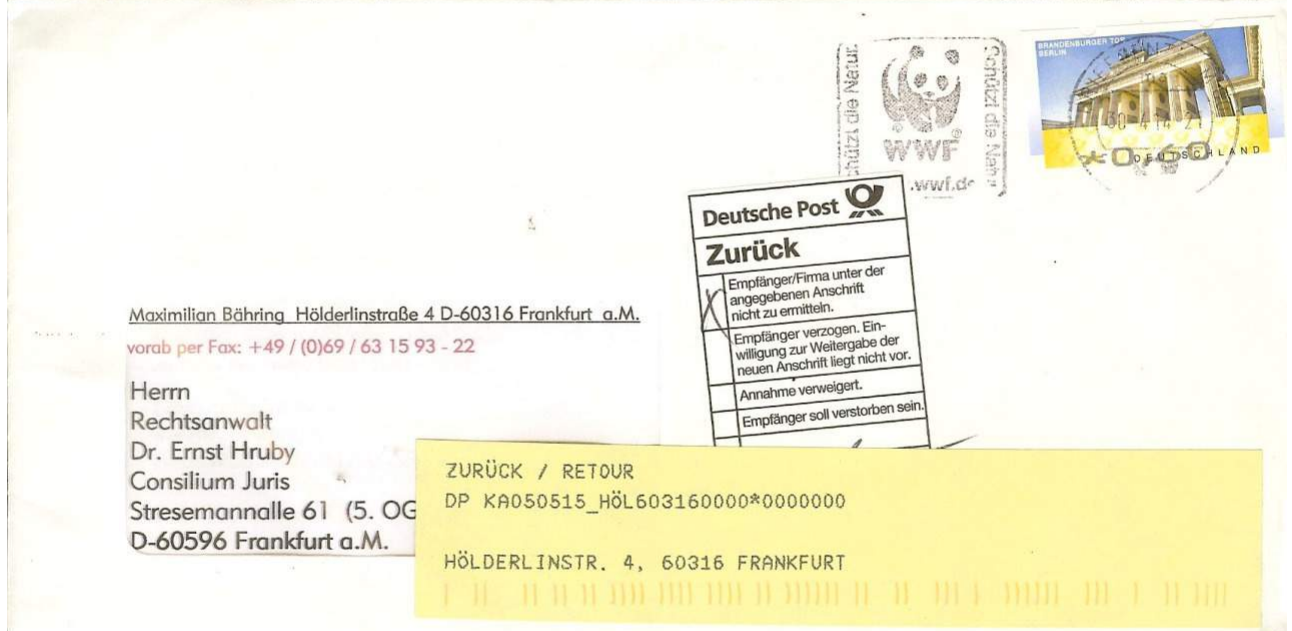 BRANDENBURGER TOR
BERLIN
Schützt die Natur
WWF
.wwf.de
DEUTSCHLAND
*0,60
Deutsche Post
Zurück
Empfänger/Firma unter der
angegebenen Anschrift
nicht zu ermitteln.
Empfänger verzogen. Ein-
willigung zur Weitergabe der
neuen Anschrift liegt nicht vor.
Annahme verweigert.
Empfänger soll verstorben sein.
Maximilian Bähring Hölderlinstraße 4 D-60316 Frankfurt a.M.
vorab per Fax: +49 / (0)69 / 63 15 93 - 22
Herrn
Rechtsanwalt
Dr. Ernst Hruby
Consilium Juris
Stresemannalle 61 (5. OG
D-60596 Frankfurt a.M.
ZURÜCK / RETOUR
DP KA050515_HÖL603160000*0000000
HÖLDERLINSTR. 4, 60316 FRANKFURT